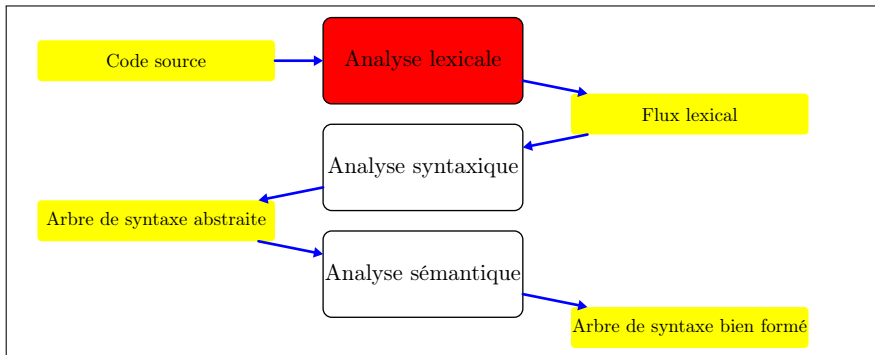 Code source
Analyse lexicale
Flux lexical
Analyse syntaxique
Arbre de syntaxe abstraite
Analyse sémantique
Arbre de syntaxe bien formé